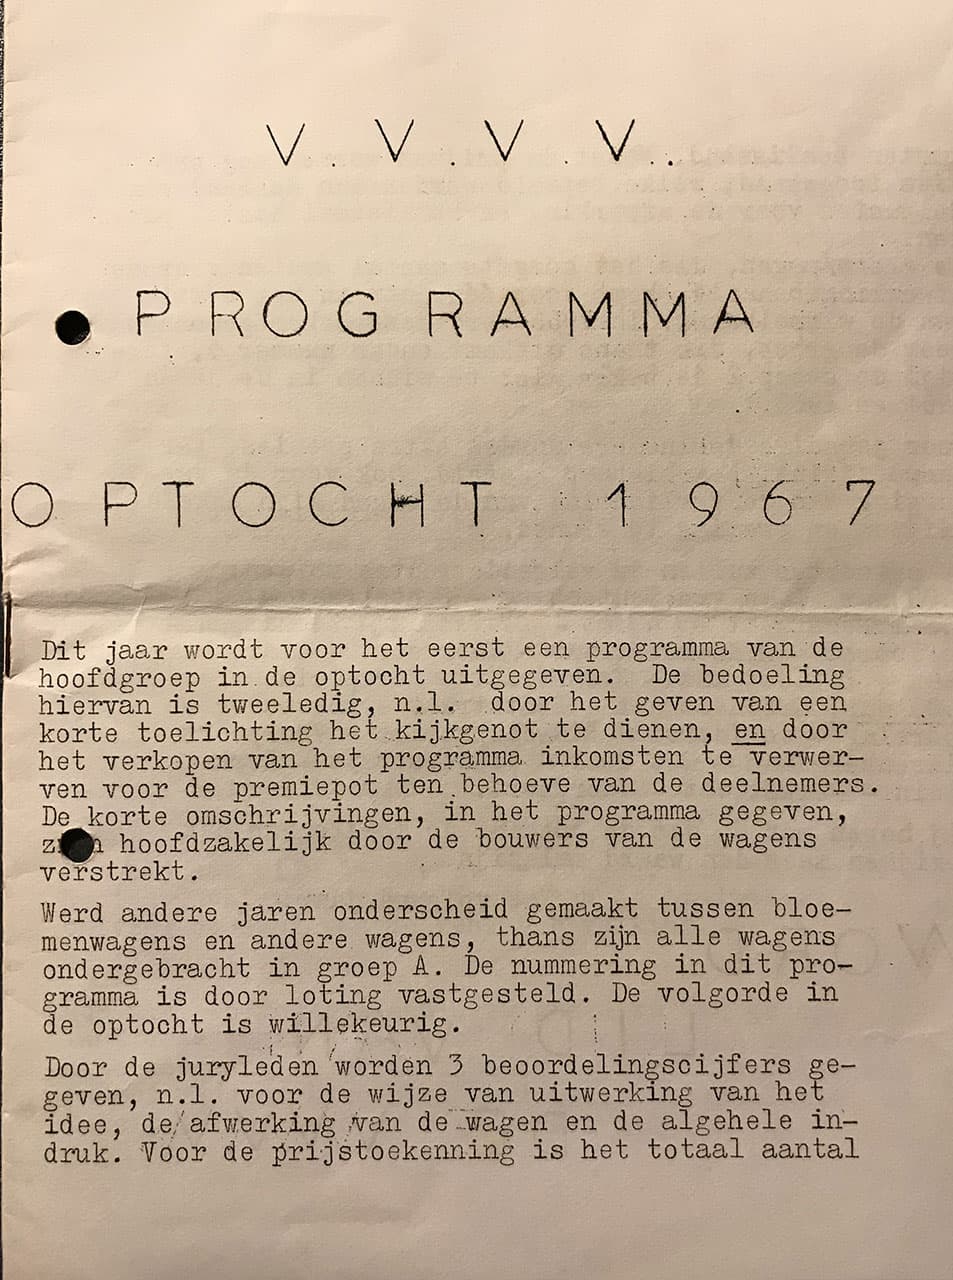 V.V.V.V.
PROGRAMMA
OPTOCHT 1967
Dit jaar wordt voor het eerst een programma van de
hoofdgroep in de optocht uitgegeven. De bedoeling
hiervan is tweeledig, n.l. door het geven van een
korte toelichting het kijkgenot te dienen, en door
het verkopen van het programma inkomsten te verwer-
ven voor de premiepot ten behoeve van de deelnemers.
De korte omschrijvingen, in het programma gegeven,
hoofdzakelijk door de bouwers van de wagens
verstrekt.
Werd andere jaren onderscheid gemaakt tussen bloe-
menwagens en andere wagens, thans zijn alle wagens
ondergebracht in groep A. De nummering in dit pro-
gramma is door loting vastgesteld. De volgorde in
de optocht is willekeurig.
Door de juryleden worden 3 beoordelingscijfers ge-
geven, n.l. voor de wijze van uitwerking van het
idee, de afwerking van de wagen en de algehele in-
druk. Voor de prijstoekenning is het totaal aantal